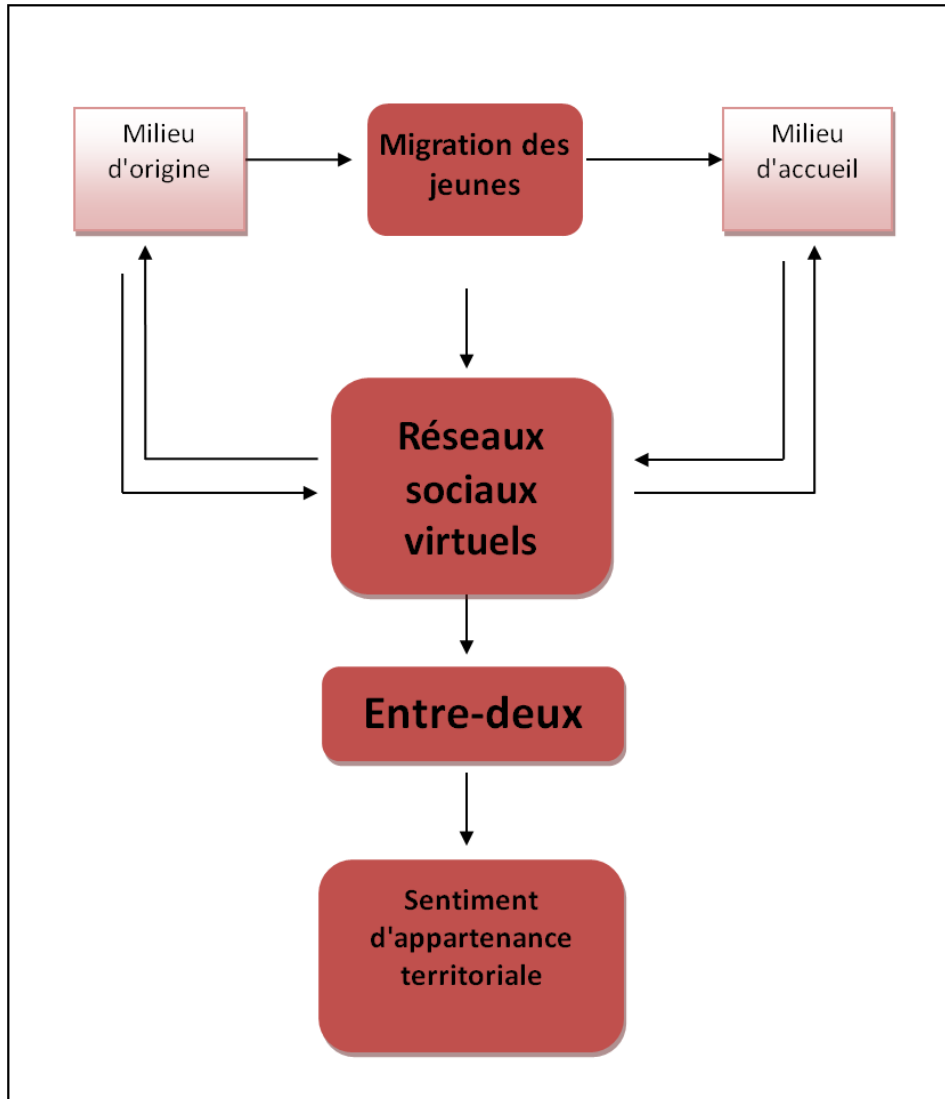 Milieu
d'origine
Migration des
jeunes
Milieu
d'accueil
Réseaux
sociaux
virtuels
Entre-deux
Sentiment
d'appartenance
territoriale